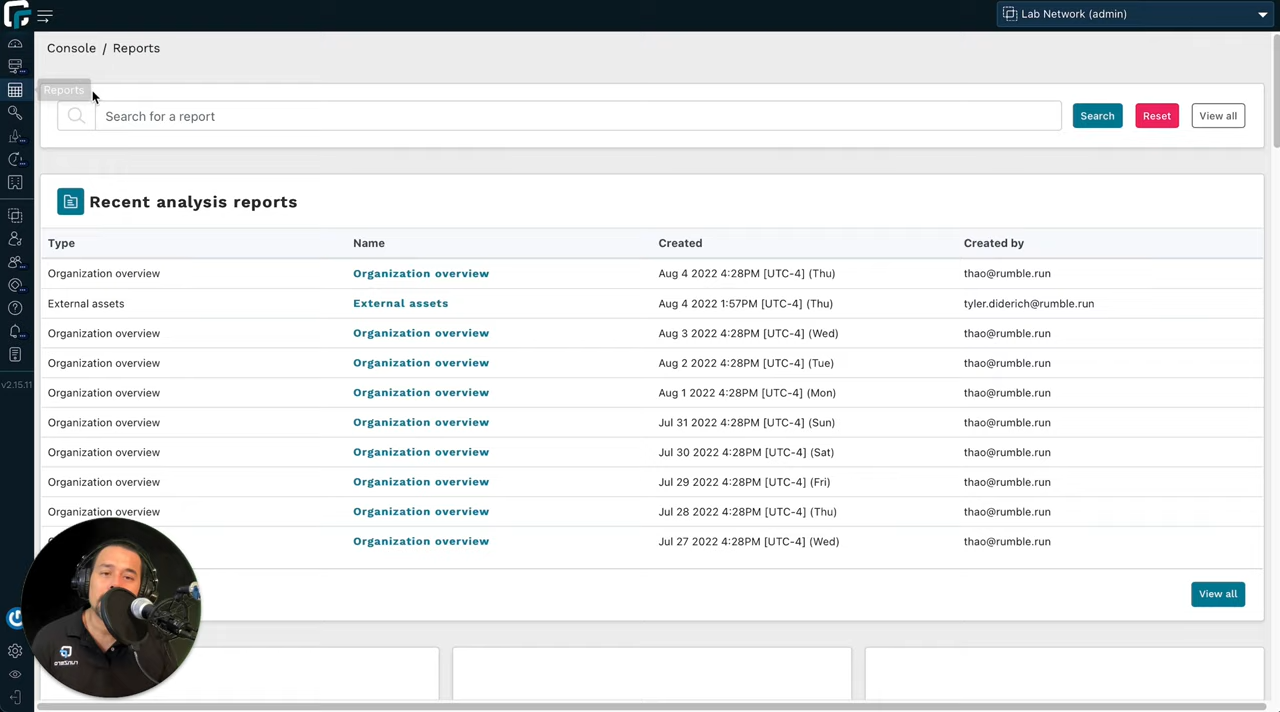 Lab Network (admin)
Console / Reports
Reports
Search for a report
Search
Reset
View all
Recent analysis reports
Type Name Created Created by
Organization overview Organization overview Aug 4 2022 4:28PM [UTC-4] (Thu) thao@rumble.run
External assets External assets Aug 4 2022 1:57PM [UTC-4] (Thu) tyler.diderich@rumble.run
Organization overview Organization overview Aug 3 2022 4:28PM [UTC-4] (Wed) thao@rumble.run
Organization overview Organization overview Aug 2 2022 4:28PM [UTC-4] (Tue) thao@rumble.run
Organization overview Organization overview Aug 1 2022 4:28PM [UTC-4] (Mon) thao@rumble.run
v2.15.11
Organization overview Organization overview Jul 31 2022 4:28PM [UTC-4] (Sun) thao@rumble.run
Organization overview Organization overview Jul 30 2022 4:28PM [UTC-4] (Sat) thao@rumble.run
Organization overview Organization overview Jul 29 2022 4:28PM [UTC-4] (Fri) thao@rumble.run
Organization overview Organization overview Jul 28 2022 4:28PM [UTC-4] (Thu) thao@rumble.run
Organization overview Jul 27 2022 4:28PM [UTC-4] (Wed) thao@rumble.run
View all